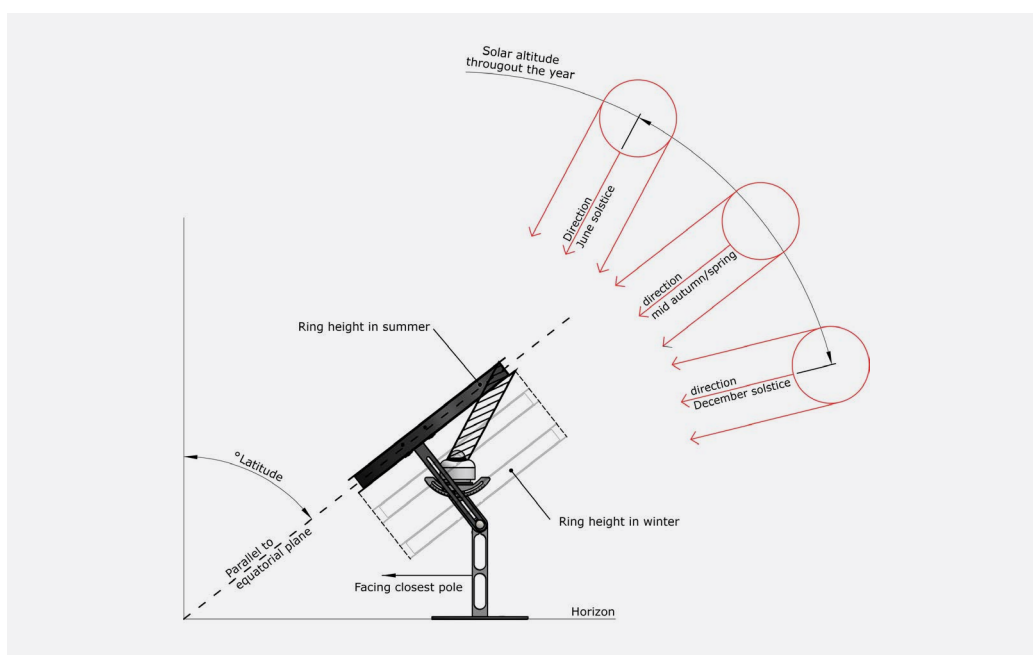 Solar altitude
througout the year
Direction
June solstice
direction
mid autumn/spring
direction
December solstice
Ring height in summer
°Latitude
Ring height in winter
Parallel to
equatorial plane
Facing closest pole
Horizon